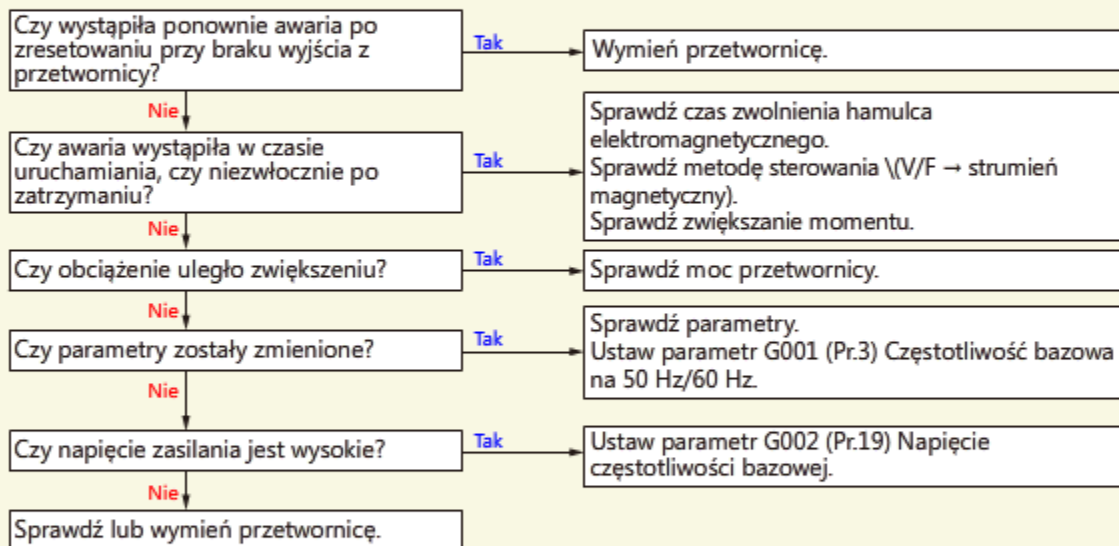 Czy wystąpiła ponownie awaria po
zresetowaniu przy braku wyjścia z
przetwornicy?
Tak
Wymień przetwornicę.
Nie
Czy awaria wystąpiła w czasie
uruchamiania, czy niezwłocznie po
zatrzymaniu?
Tak
Sprawdź czas zwolnienia hamulca
elektromagnetycznego.
Sprawdź metodę sterowania \(V/F → strumień
magnetyczny).
Sprawdź zwiększanie momentu.
Nie
Czy obciążenie uległo zwiększeniu?
Tak
Sprawdź moc przetwornicy.
Nie
Czy parametry zostały zmienione?
Tak
Sprawdź parametry.
Ustaw parametr G001 (Pr.3) Częstotliwość bazowa
na 50 Hz/60 Hz.
Nie
Czy napięcie zasilania jest wysokie?
Tak
Ustaw parametr G002 (Pr.19) Napięcie
częstotliwości bazowej.
Nie
Sprawdź lub wymień przetwornicę.